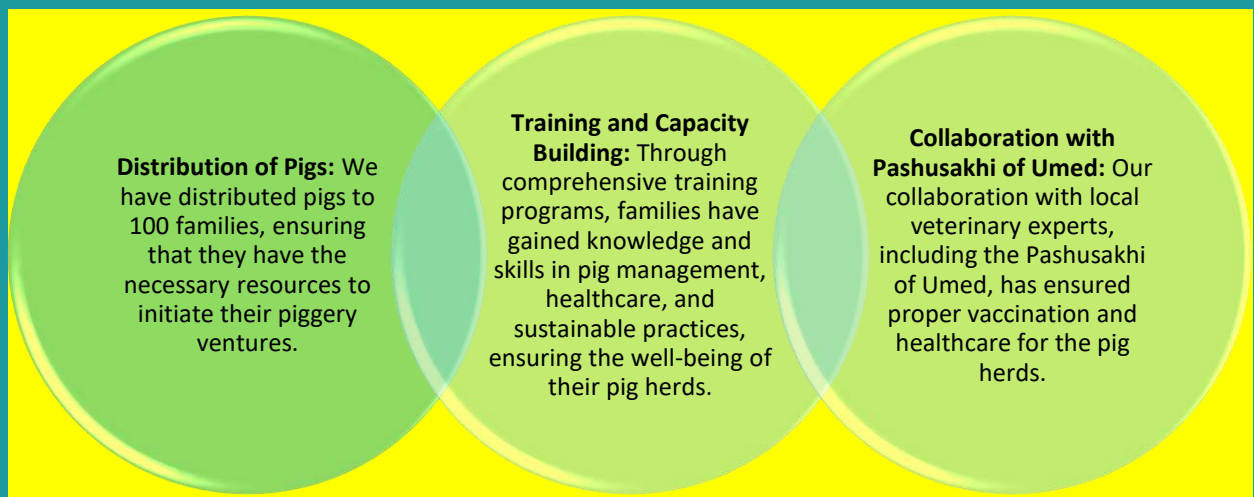 Distribution of Pigs: We
have distributed pigs to
100 families, ensuring
that they have the
necessary resources to
initiate their piggery
ventures.
Training and Capacity
Building: Through
comprehensive training
programs, families have
gained knowledge and
skills in pig management,
healthcare, and
sustainable practices,
ensuring the well-being of
their pig herds.
Collaboration with
Pashusakhi of Umed: Our
collaboration with local
veterinary experts,
including the Pashusakhi
of Umed, has ensured
proper vaccination and
healthcare for the pig
herds.